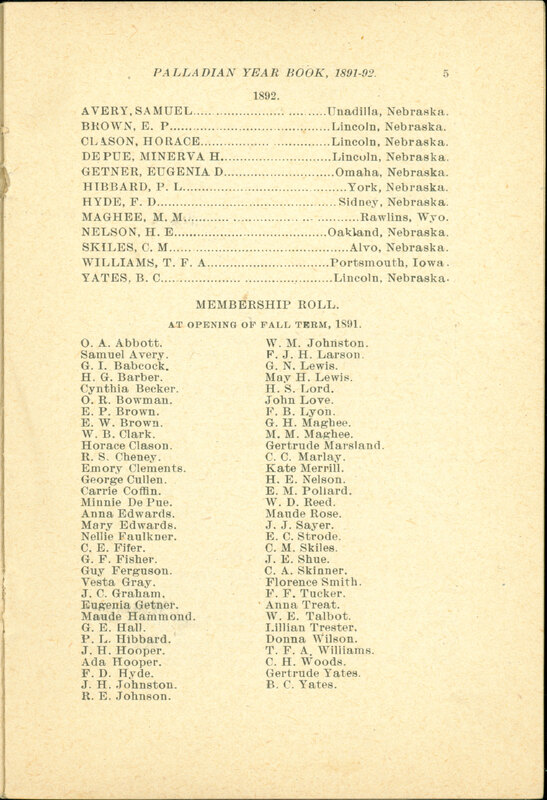 PALLADIAN YEAR BOOK, 1891-92. 5
1892.
AVERY, SAMUEL..............................Unadilla, Nebraska.
BROWN, E. P....................................Lincoln, Nebraska.
CLASON, HORACE..............................Lincoln, Nebraska.
DEPUE, MINERVA H...........................Lincoln, Nebraska.
GETNER, EUGENIA D..........................Omaha, Nebraska.
HIBBARD, P. L....................................York, Nebraska.
HYDE, F. D........................................Sidney, Nebraska.
MAGHEE, M. M....................................Rawlins, Wyo.
NELSON, H. E....................................Oakland, Nebraska.
SKILES, C. M.....................................Alvo, Nebraska.
WILLIAMS, T. F. A..............................Portsmouth, Iowa.
YATES, B. C......................................Lincoln, Nebraska.
MEMBERSHIP ROLL.
AT OPENING OF FALL TERM, 1891.
O. A. Abbott.
Samuel Avery.
G. I. Babcock.
H. G. Barber.
Cynthia Becker.
O. R. Bowman.
E. P. Brown.
E. W. Brown.
W. B. Clark.
Horace Clason.
R. S. Cheney.
Emory Clements.
George Cullen.
Carrie Coffin.
Minnie De Pue.
Anna Edwards.
Mary Edwards.
Nellie Faulkner.
C. E. Fifer.
G. F. Fisher.
Guy Ferguson.
Vesta Gray.
J. C. Graham.
Eugenia Getner.
Maude Hammond.
G. E. Hall.
P. L. Hibbard.
J. H. Hooper.
Ada Hooper.
F. D. Hyde.
J. H. Johnston.
R. E. Johnson.
W. M. Johnston.
F. J. H. Larson.
G. N. Lewis.
May H. Lewis.
H. S. Lord.
John Love.
F. B. Lyon.
G. H. Maghee.
M. M. Maghee.
Gertrude Marsland.
C. C. Marlay.
Kate Merrill.
H. E. Nelson.
E. M. Pollard.
W. D. Reed.
Maude Rose.
J. J. Sayer.
E. C. Strode.
C. M. Skiles.
J. E. Shue.
C. A. Skinner.
Florence Smith.
F. F. Tucker.
Anna Treat.
W. E. Talbot.
Lillian Trester.
Donna Wilson.
T. F. A. Williams.
C. H. Woods.
Gertrude Yates.
B. C. Yates.